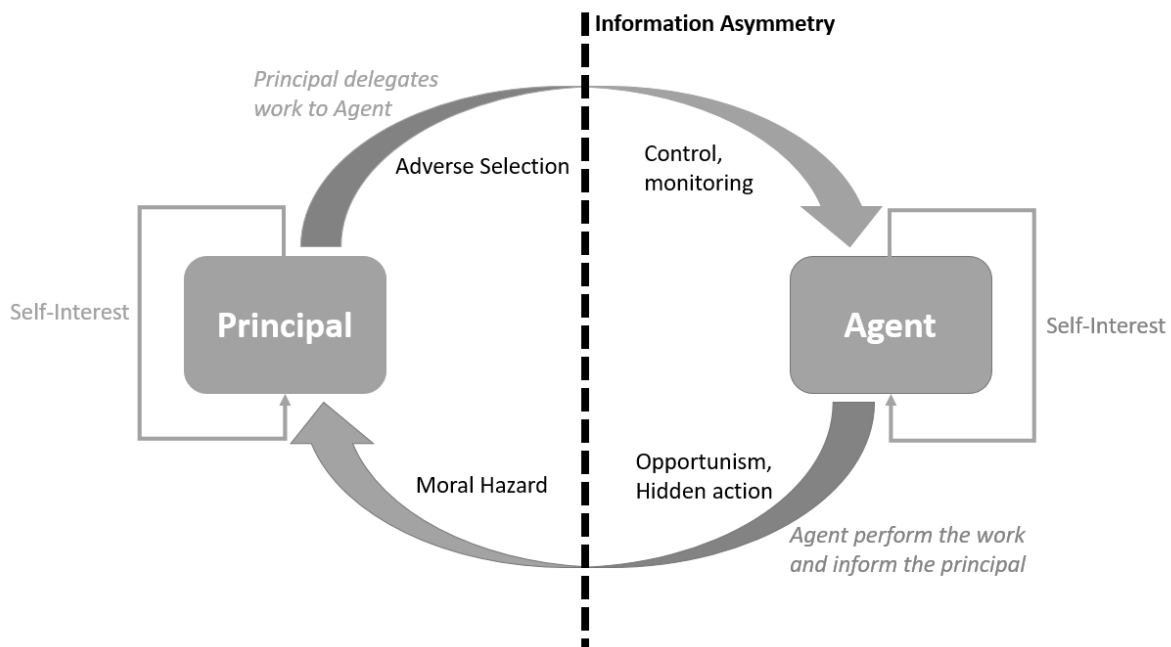 Information Asymmetry
Principal delegates
work to Agent
Adverse Selection
Control,
monitoring
Self-Interest
Principal
Agent
Self-Interest
Moral Hazard
Opportunism,
Hidden action
Agent perform the work
and inform the principal